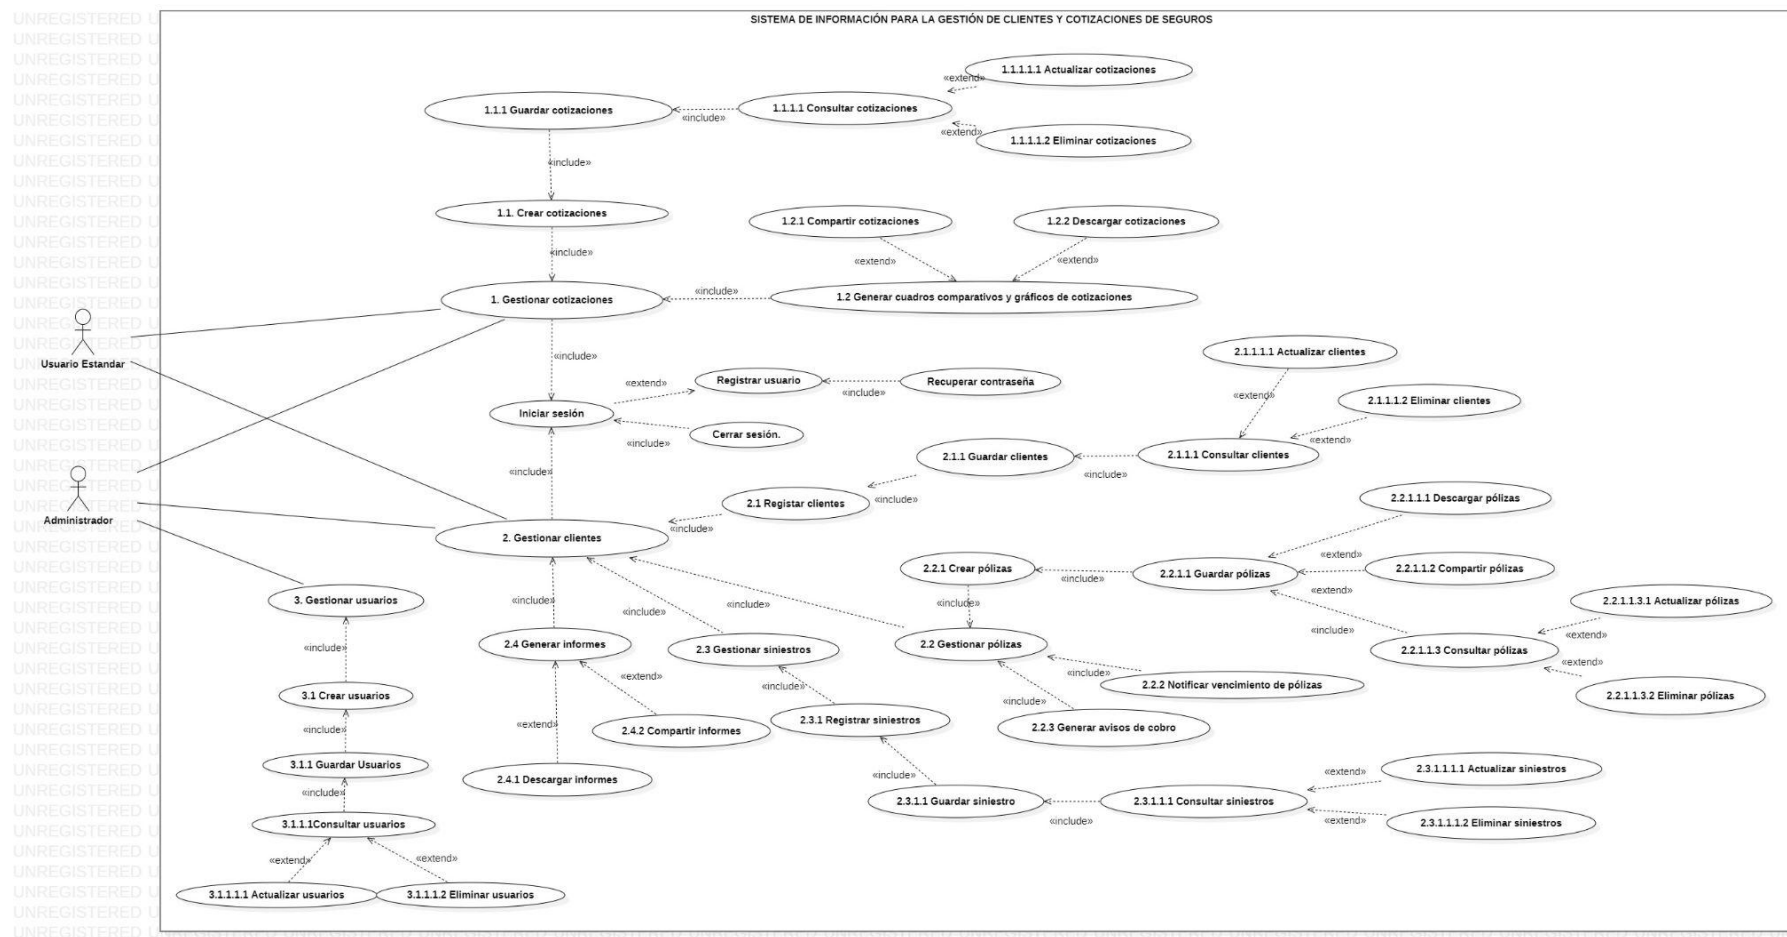 SISTEMA DE INFORMACIÓN PARA LA GESTIÓN DE CLIENTES Y COTIZACIONES DE SEGUROS
1.1.1.1.1 Actualizar cotizaciones
«extend»
1.1.1 Guardar cotizaciones
«include»
1.1.1.1 Consultar cotizaciones
«extend»
1.1.1.1.2 Eliminar cotizaciones
«include»
1.1. Crear cotizaciones
1.2.1 Compartir cotizaciones
1.2.2 Descargar cotizaciones
«include»
«extend»
«extend»
1. Gestionar cotizaciones
«include»
1.2 Generar cuadros comparativos y gráficos de cotizaciones
Usuario Estandar
«include»
2.1.1.1.1 Actualizar clientes
«extend»
Registrar usuario
«include»
Recuperar contraseña
«extend»
2.1.1.1.2 Eliminar clientes
Iniciar sesión
«include»
Cerrar sesión.
«extend»
2.1.1 Guardar clientes
«include»
2.1.1.1 Consultar clientes
«include»
Administrador
2.1 Registar clientes
«include»
2.2.1.1.1 Descargar pólizas
2. Gestionar clientes
«include»
«extend»
2.2.1 Crear pólizas
«include»
2.2.1.1 Guardar pólizas
2.2.1.1.2 Compartir pólizas
«extend»
3. Gestionar usuarios
«include»
«include»
«include»
«include»
«include»
2.2.1.1.3.1 Actualizar pólizas
«extend»
2.4 Generar informes
2.3 Gestionar siniestros
2.2 Gestionar pólizas
2.2.1.1.3 Consultar pólizas
«include»
«extend»
«include»
«include»
2.2.2 Notificar vencimiento de pólizas
«extend»
2.2.1.1.3.2 Eliminar pólizas
3.1 Crear usuarios
«include»
«extend»
2.4.2 Compartir informes
2.3.1 Registrar siniestros
«include»
2.2.3 Generar avisos de cobro
3.1.1 Guardar Usuarios
2.4.1 Descargar informes
«include»
«extend»
2.3.1.1.1.1 Actualizar siniestros
«include»
2.3.1.1 Guardar siniestro
«include»
2.3.1.1.1 Consultar siniestros
«extend»
2.3.1.1.1.2 Eliminar siniestros
3.1.1.1Consultar usuarios
«extend»
«extend»
3.1.1.1.1 Actualizar usuarios
3.1.1.1.2 Eliminar usuarios